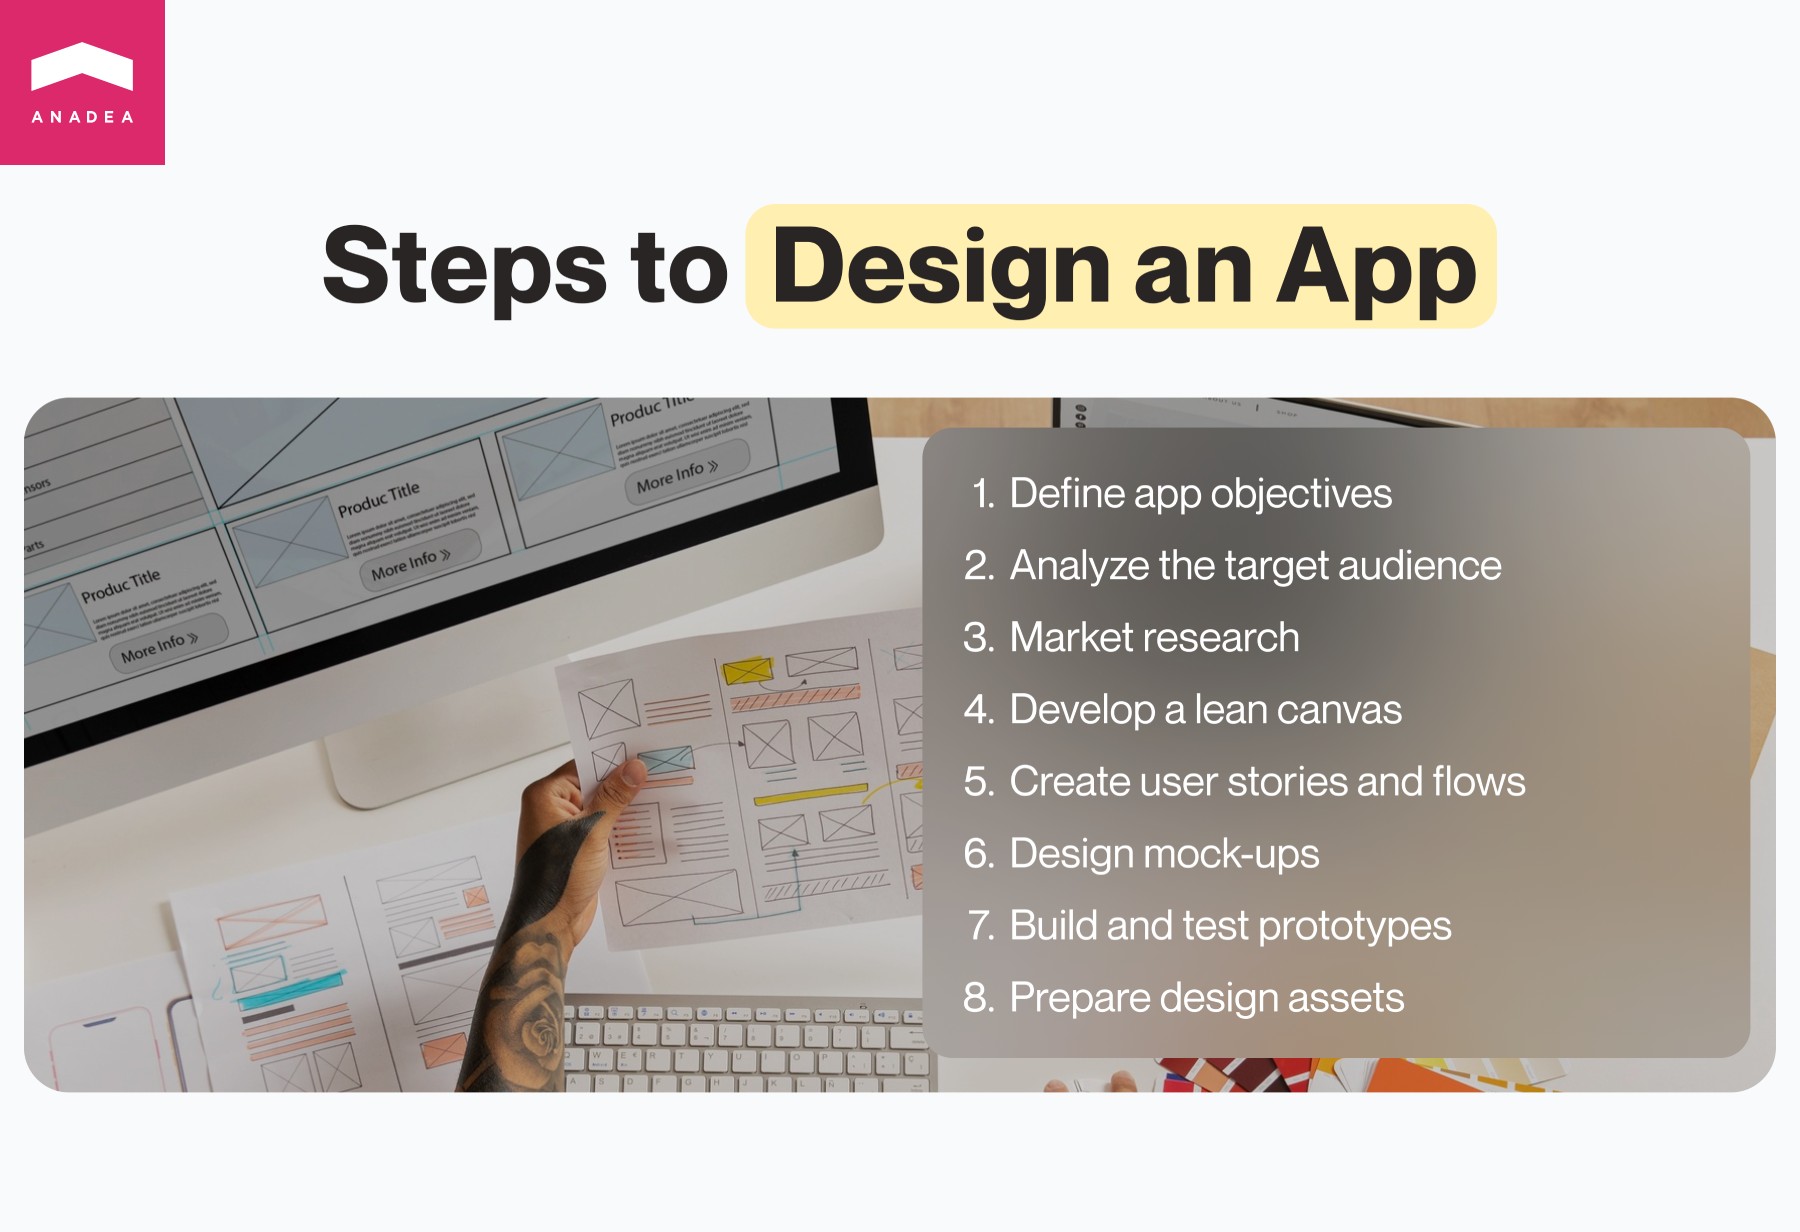 ANADEA
Steps to Design an App
Produc Title
More Info »
Produc Title
More Info »
Produc Title
More Info »
1. Define app objectives
2. Analyze the target audience
3. Market research
4. Develop a lean canvas
5. Create user stories and flows
6. Design mock-ups
7. Build and test prototypes
8. Prepare design assets